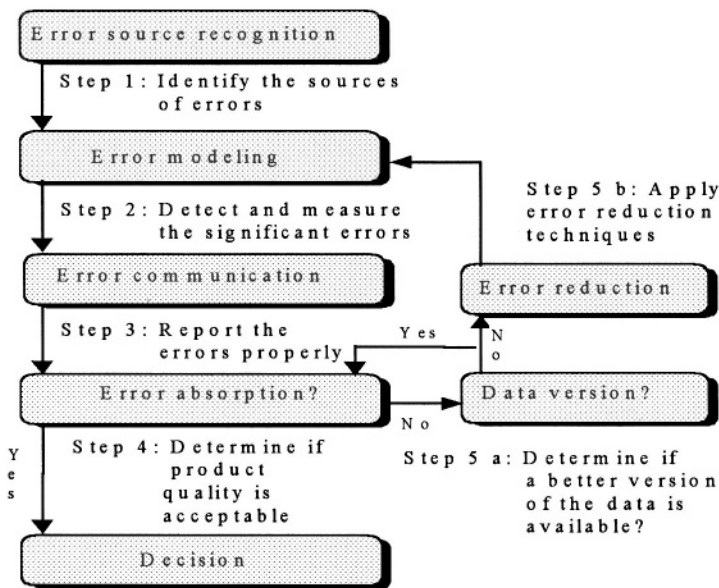 Error source recognition
Step 1: Identify the sources
of errors
Error modeling
Step 2: Detect and measure
the significant errors
Step 5 b: Apply
error reduction
techniques
Error communication
Error reduction
Step 3: Report the
errors properly
Yes
No
Error absorption?
No
Data version?
Yes
Step 4: Determine if
product
quality is
acceptable
Step 5 a: Determine if
a better version
of the data is
available?
Decision